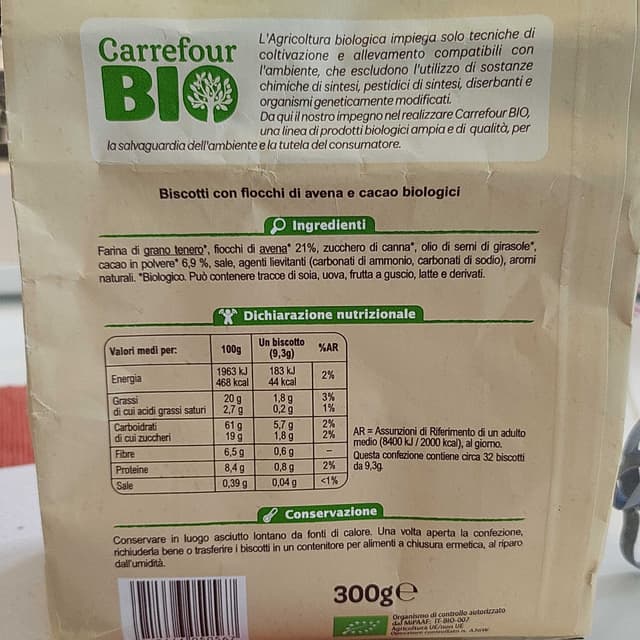 Carrefour
BIO
L'Agricoltura biologica impiega solo tecniche di
coltivazione e allevamento compatibili con
l'ambiente, che escludono l'utilizzo di sostanze
chimiche di sintesi, pesticidi di sintesi, diserbanti e
organismi geneticamente modificati.
Da qui il nostro impegno nel realizzare Carrefour BIO,
una linea di prodotti biologici ampia e di qualità, per
la salvaguardia dell'ambiente e la tutela del consumatore.
Biscotti con fiocchi di avena e cacao biologici
Ingredienti
Farina di grano tenero*, fiocchi di avena* 21%, zucchero di canna*, olio di semi di girasole*,
cacao in polvere* 6,9 %, sale, agenti lievitanti (carbonati di ammonio, carbonati di sodio), aromi
naturali. *Biologico. Può contenere tracce di soia, uova, frutta a guscio, latte e derivati.
Dichiarazione nutrizionale
Valori medi per: 100g Un biscotto (9,3g) %AR
Energia 1963 kJ 468 kcal 183 kJ 44 kcal 2%
Grassi 20 g 1,8 g 3%
di cui acidi grassi saturi 2,7 g 0,2 g 1%
Carboidrati 61 g 5,7 g 2%
di cui zuccheri 19 g 1,8 g 2%
Fibre 6,5 g 0,6 g –
Proteine 8,4 g 0,8 g 2%
Sale 0,39 g 0,04 g <1%
AR = Assunzioni di Riferimento di un adulto
medio (8400 kJ / 2000 kcal), al giorno.
Questa confezione contiene circa 32 biscotti
da 9,3g.
Conservazione
Conservare in luogo asciutto lontano da fonti di calore. Una volta aperta la confezione,
richiuderla bene o trasferire i biscotti in un contenitore per alimenti a chiusura ermetica, al riparo
dall'umidità.
300g e
Organismo di controllo autorizzato
dal MiPAAF: IT-BIO-007
Agricoltura UE/non UE
Operatore controllato n.